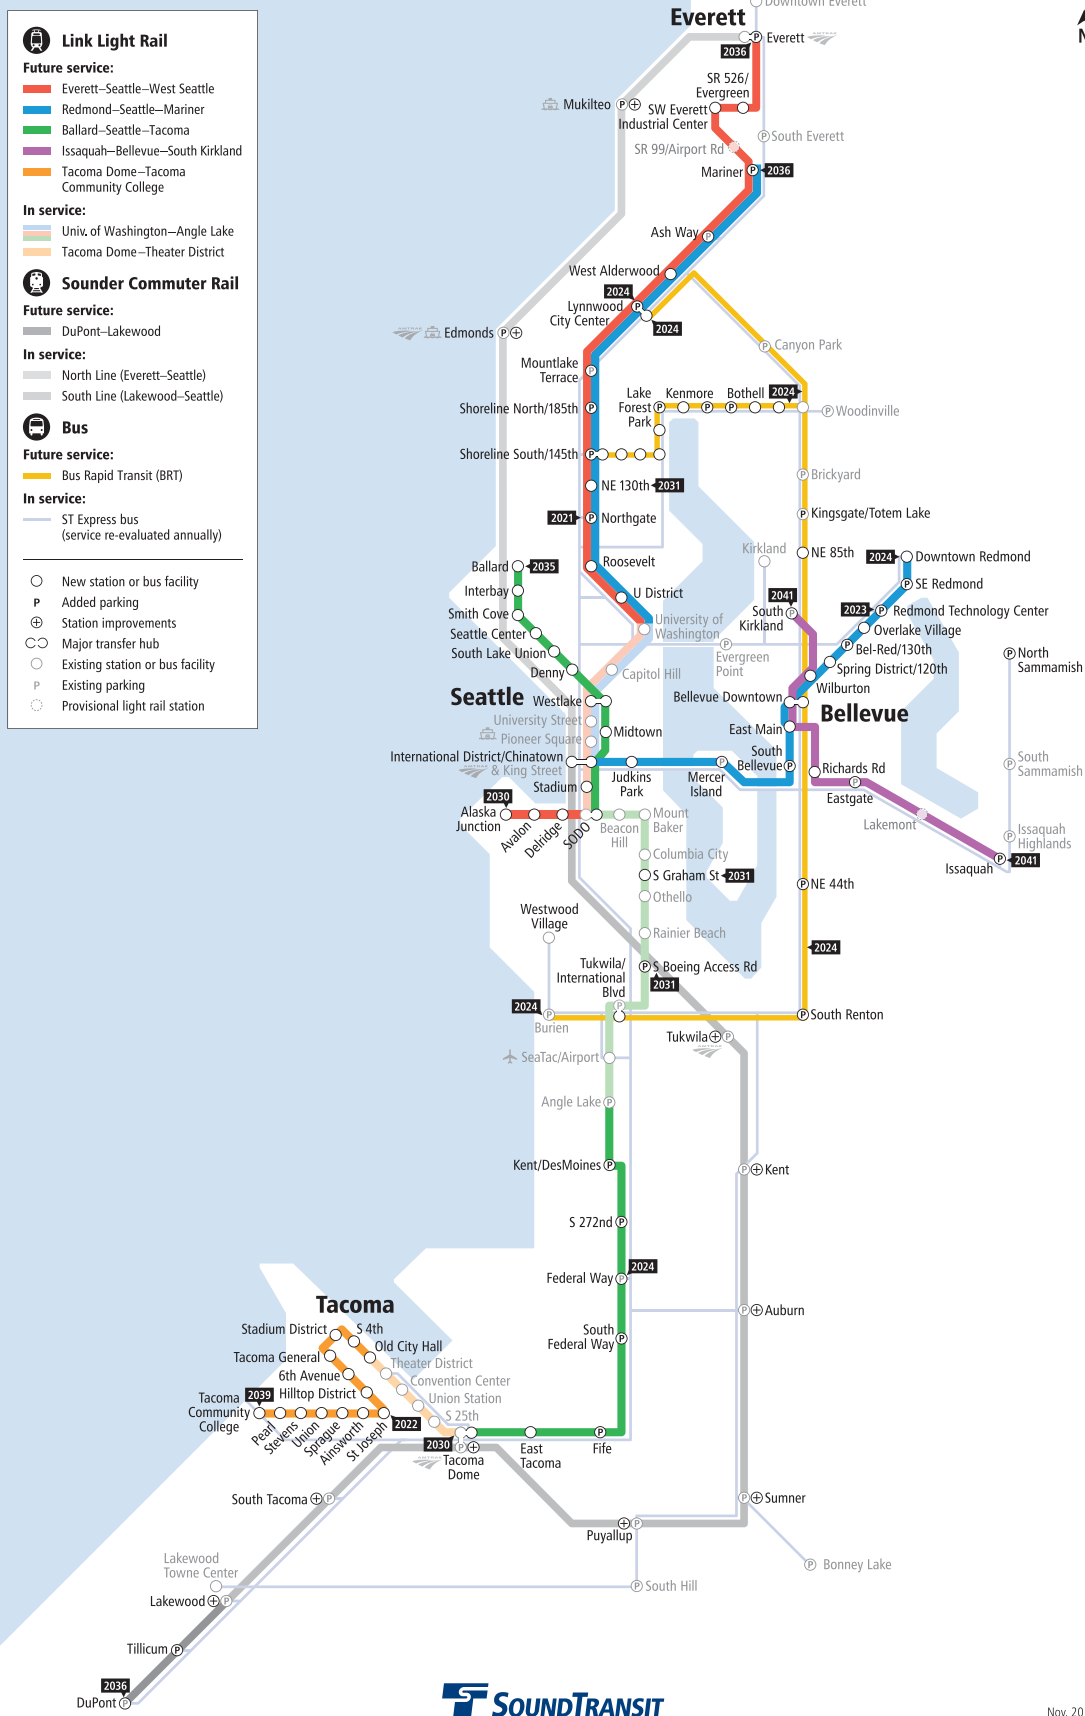 Link Light Rail
Future service:
Everett–Seattle–West Seattle
Redmond–Seattle–Mariner
Ballard–Seattle–Tacoma
Issaquah–Bellevue–South Kirkland
Tacoma Dome–Tacoma
Community College
In service:
Univ. of Washington–Angle Lake
Tacoma Dome–Theater District
Sounder Commuter Rail
Future service:
DuPont–Lakewood
In service:
North Line (Everett–Seattle)
South Line (Lakewood–Seattle)
Bus
Future service:
Bus Rapid Transit (BRT)
In service:
ST Express bus
(service re-evaluated annually)
New station or bus facility
P Added parking
Station improvements
Major transfer hub
Existing station or bus facility
P Existing parking
Provisional light rail station
Downtown Everett
Everett
N
Everett
2036
SR 526/
Evergreen
Mukilteo
SW Everett
Industrial Center
South Everett
SR 99/Airport Rd
Mariner
2036
Ash Way
West Alderwood
2024
Lynnwood
City Center
2024
Edmonds
Canyon Park
Mountlake
Terrace
Lake
Forest
Park
Kenmore
Bothell
2024
Shoreline North/185th
Woodinville
Shoreline South/145th
Brickyard
NE 130th
2031
2021
Northgate
Kingsgate/Totem Lake
Kirkland
NE 85th
2024
Downtown Redmond
Ballard
2035
Roosevelt
SE Redmond
Interbay
U District
2041
South
Kirkland
2023
Redmond Technology Center
Smith Cove
University of
Washington
Overlake Village
Seattle Center
Bel-Red/130th
South Lake Union
Evergreen
Point
Spring District/120th
North
Sammamish
Denny
Capitol Hill
Wilburton
Seattle
Westlake
Bellevue Downtown
Bellevue
University Street
Midtown
East Main
Pioneer Square
International District/Chinatown
& King Street
South
Bellevue
Judkins
Park
Mercer
Island
Richards Rd
South
Sammamish
Stadium
Eastgate
2030
Alaska
Junction
Avalon
Delridge
SODO
Beacon
Hill
Mount
Baker
Lakemont
Issaquah
Highlands
Columbia City
Issaquah
2041
S Graham St
2031
NE 44th
Othello
Westwood
Village
Rainier Beach
2024
Tukwila/
International
Blvd
S Boeing Access Rd
2031
2024
Burien
South Renton
Tukwila
SeaTac/Airport
Angle Lake
Kent/DesMoines
Kent
S 272nd
2024
Federal Way
Auburn
South
Federal Way
Tacoma
Stadium District
S 4th
Old City Hall
Tacoma General
Theater District
6th Avenue
Convention Center
Hilltop District
Union Station
2039
Tacoma
Community
College
S 25th
2022
Pearl
Stevens
Union
Sprague
Ainsworth
St Joseph
2030
Tacoma
Dome
East
Tacoma
Fife
South Tacoma
Sumner
Puyallup
Lakewood
Towne Center
Bonney Lake
South Hill
Lakewood
Tillicum
2036
DuPont
SOUNDTRANSIT
Nov. 20